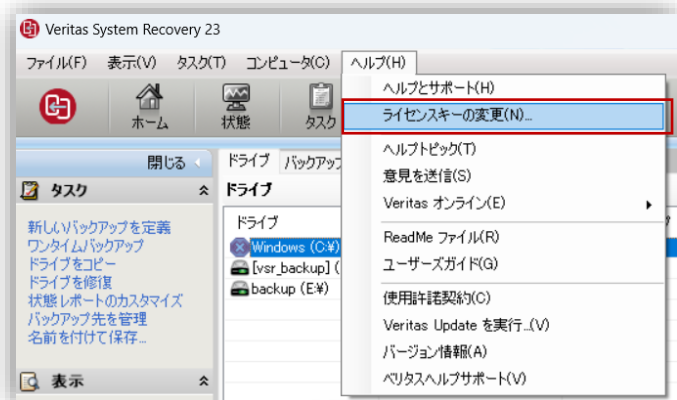 Veritas System Recovery 23
ファイル(F) 表示(V) タスク(T) コンピュータ(C) ヘルプ(H)
ホーム 状態 タスク
ヘルプとサポート(H)
ライセンスキーの変更(N)...
ヘルプトピック(T)
意見を送信(S)
Veritas オンライン(E)
ReadMe ファイル(R)
ユーザーズガイド(G)
使用許諾契約(C)
Veritas Update を実行...(V)
バージョン情報(A)
ベリタスヘルプサポート(V)
閉じる
タスク
新しいバックアップを定義
ワンタイムバックアップ
ドライブをコピー
ドライブを修復
状態レポートのカスタマイズ
バックアップ先を管理
名前を付けて保存...
表示
ドライブ バックアップ
ドライブ
ドライブ
Windows (C:¥)
[vsr_backup] (
backup (E:¥)